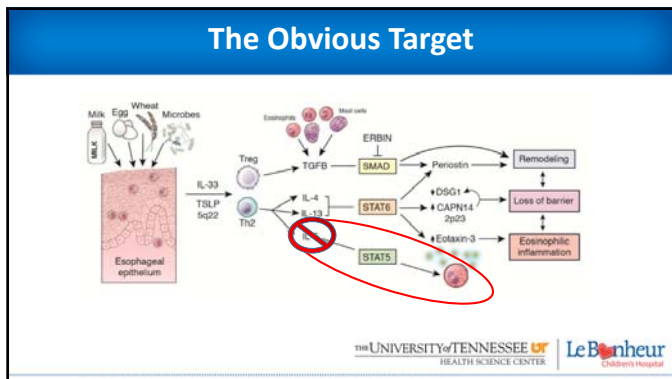 The Obvious Target
Milk
Egg
Wheat
Microbes
MILK
Esophageal
epithelium
IL-33
TSLP
5q22
Treg
Th2
Eosinophils
Mast cells
TGFB
ERBIN
SMAD
IL-4
IL-13
STAT6
STAT5
Periostin
DSG1
CAPN14
2p23
Eotaxin-3
Remodeling
Loss of barrier
Eosinophilic
inflammation
THE UNIVERSITY of TENNESSEE UT
HEALTH SCIENCE CENTER
Le Bonheur
Children's Hospital